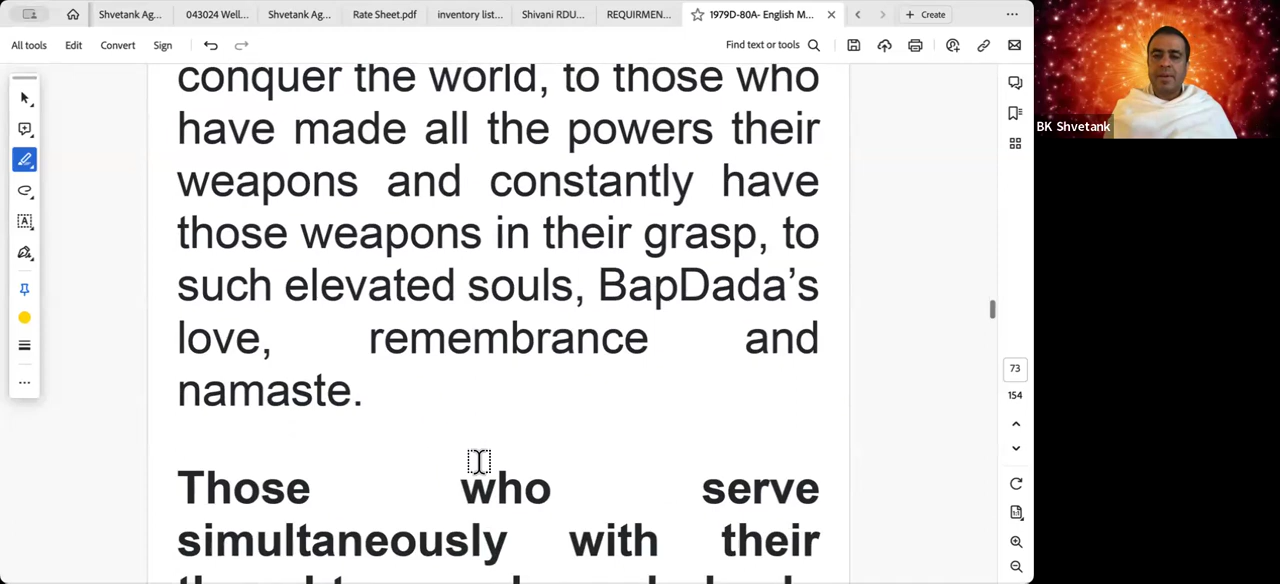 Shvetank Ag...
043024 Well...
Shvetank Ag...
Rate Sheet.pdf
inventory list...
Shivani RDU...
REQUIRMEN...
1979D-80A- English M...
Create
All tools
Edit
Convert
Sign
Find text or tools
conquer the world, to those who
have made all the powers their
weapons and constantly have
those weapons in their grasp, to
such elevated souls, BapDada’s
love, remembrance and
namaste.
Those who serve
simultaneously with their
73
154
BK Shvetank